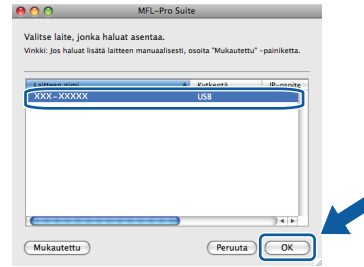 MFL-Pro Suite
Valitse laite, jonka haluat asentaa.
Vinkki: Jos haluat lisätä laitteen manuaalisesti, osoita "Mukautettu" -painiketta.
Laitteen nimi Kytkentä IP-osoite
XXX-XXXXX USB
Mukautettu Peruuta OK